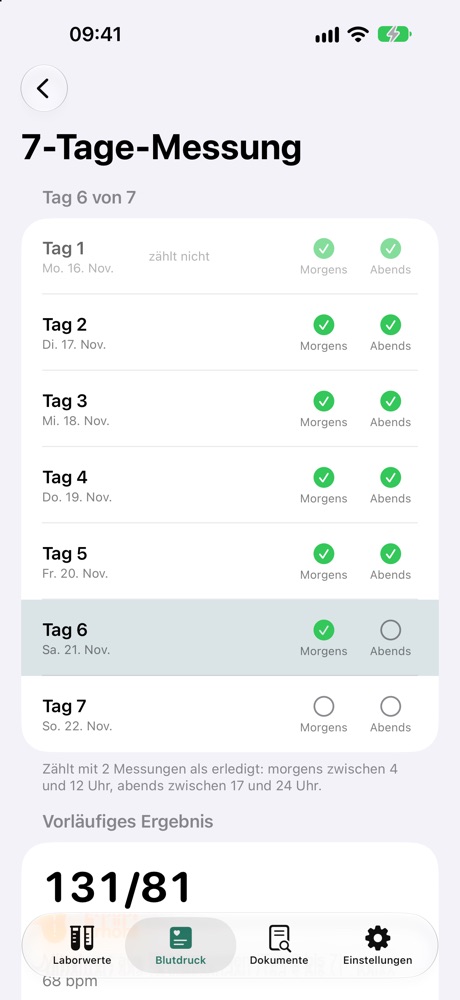 09:41
7-Tage-Messung
Tag 6 von 7
Tag 1
Mo. 16. Nov.
zählt nicht
Morgens
Abends
Tag 2
Di. 17. Nov.
Morgens
Abends
Tag 3
Mi. 18. Nov.
Morgens
Abends
Tag 4
Do. 19. Nov.
Morgens
Abends
Tag 5
Fr. 20. Nov.
Morgens
Abends
Tag 6
Sa. 21. Nov.
Morgens
Abends
Tag 7
So. 22. Nov.
Morgens
Abends
Zählt mit 2 Messungen als erledigt: morgens zwischen 4
und 12 Uhr, abends zwischen 17 und 24 Uhr.
Vorläufiges Ergebnis
131/81
Laborwerte
Blutdruck
Dokumente
Einstellungen
68 bpm